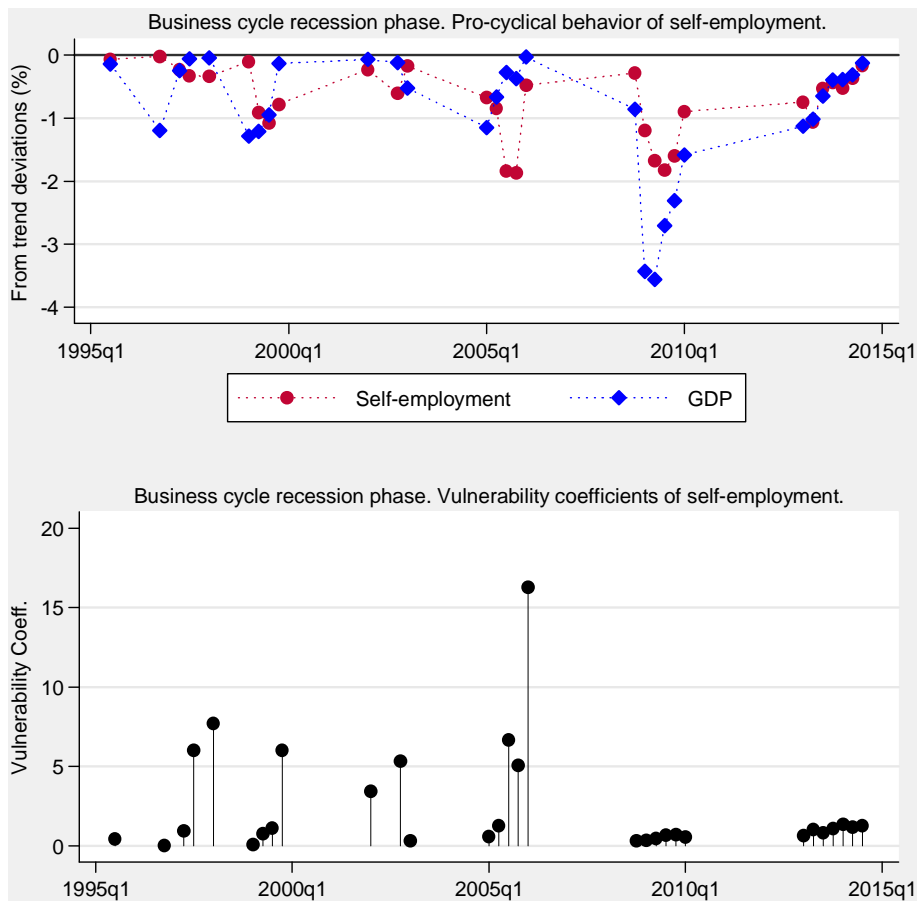 Business cycle recession phase. Pro-cyclical behavior of self-employment.
From trend deviations (%)
0
-1
-2
-3
-4
1995q1 2000q1 2005q1 2010q1 2015q1
Self-employment GDP
Business cycle recession phase. Vulnerability coefficients of self-employment.
Vulnerability Coeff.
20
15
10
5
0
1995q1 2000q1 2005q1 2010q1 2015q1